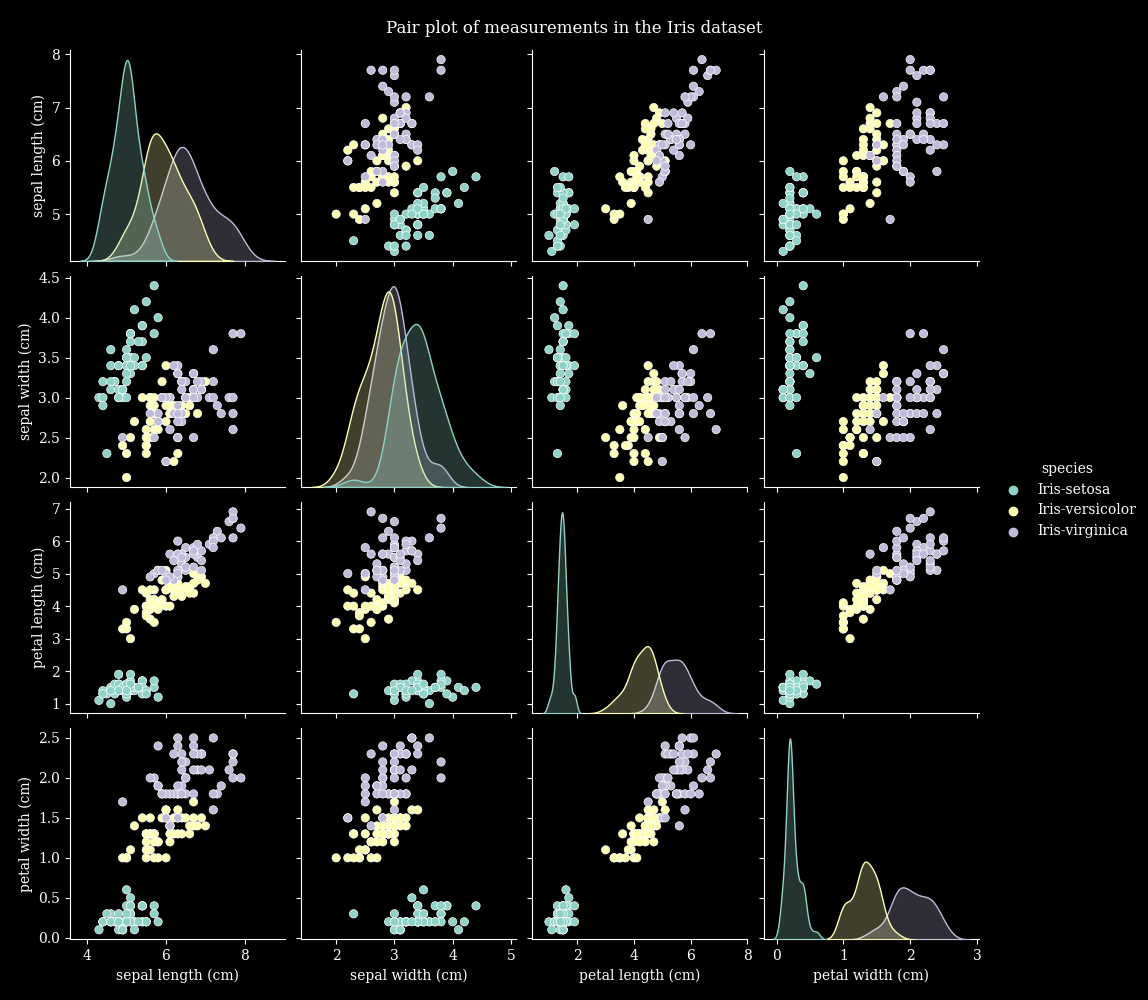 Pair plot of measurements in the Iris dataset
8
7
6
5
sepal length (cm)
4.5
4.0
3.5
3.0
2.5
2.0
sepal width (cm)
7
6
5
4
3
2
1
petal length (cm)
2.5
2.0
1.5
1.0
0.5
0.0
petal width (cm)
4 6 8
sepal length (cm)
2 3 4 5
sepal width (cm)
2 4 6 8
petal length (cm)
0 1 2 3
petal width (cm)
species
Iris-setosa
Iris-versicolor
Iris-virginica